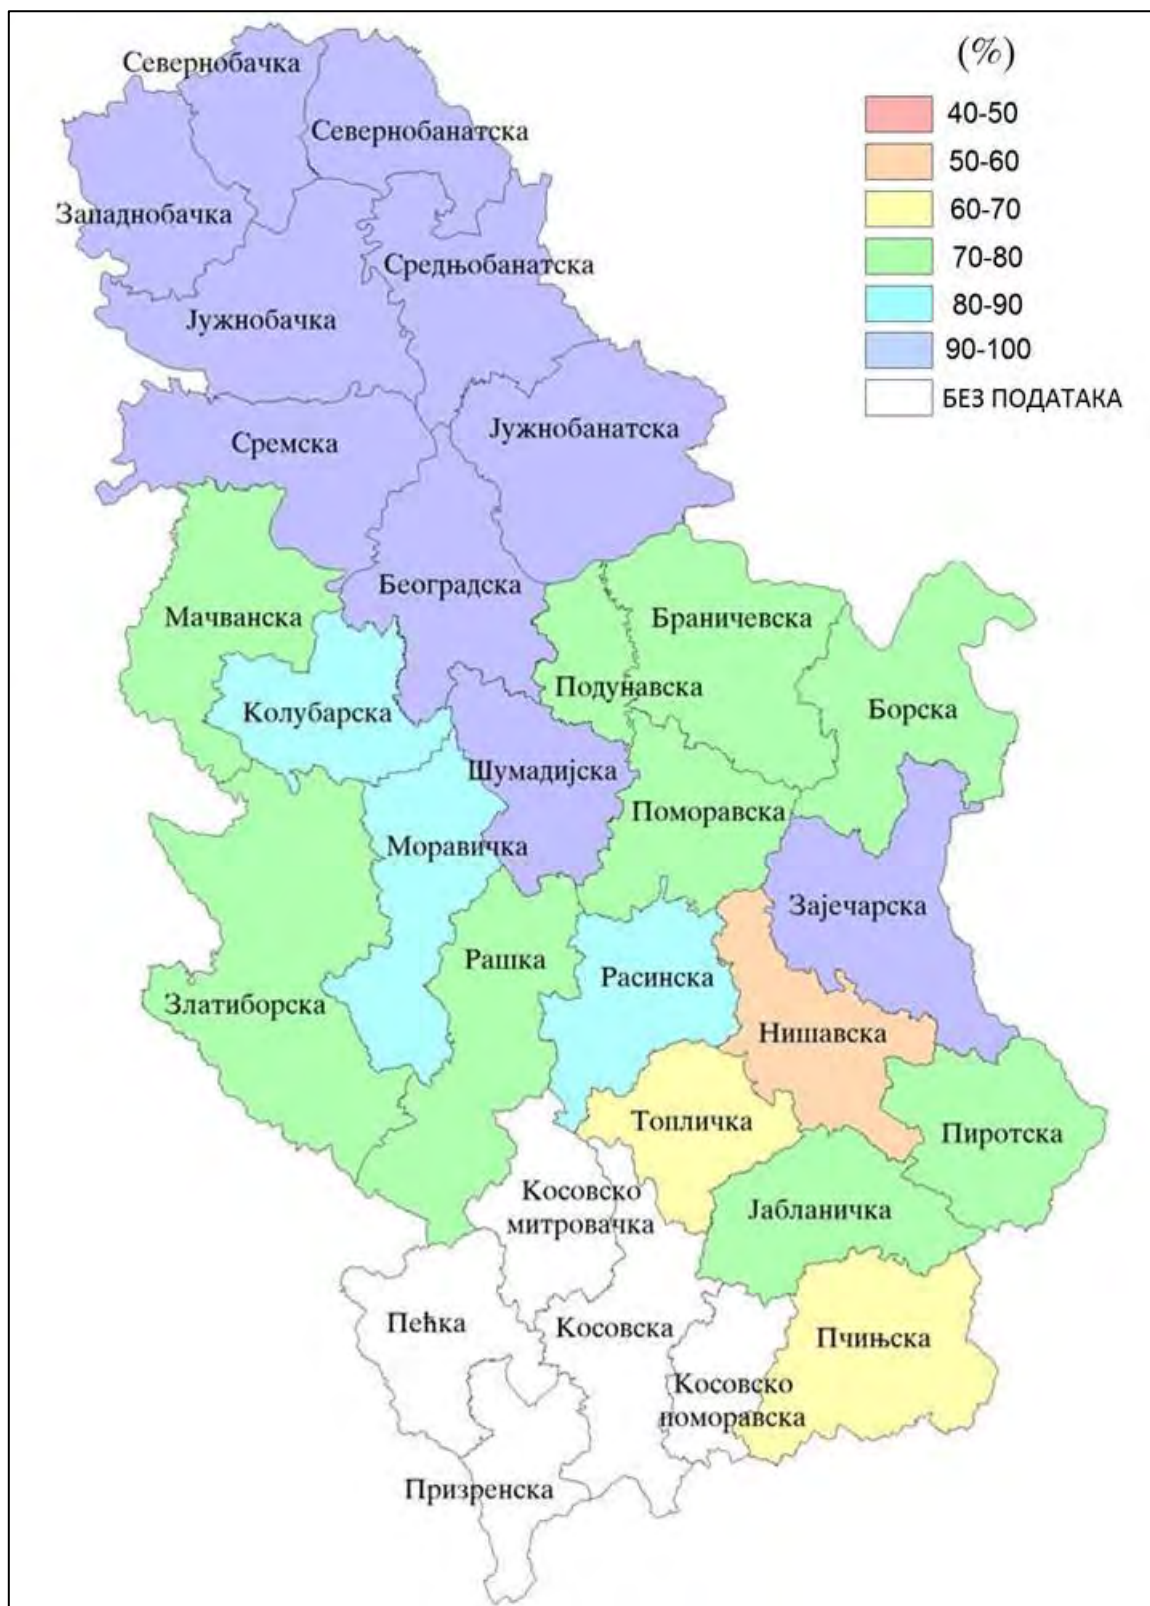 (%)
40-50
50-60
60-70
70-80
80-90
90-100
БЕЗ ПОДАТАКА
Севернобачка
Севернобанатска
Западнобачка
Средњобанатска
Јужнобачка
Јужнобанатска
Сремска
Београдска
Мачванска
Браничевска
Подунавска
Колубарска
Борска
Шумадијска
Поморавска
Моравичка
Зајечарска
Рашка
Расинска
Златиборска
Нишавска
Топличка
Пиротска
Косовско
митровачка
Јабланичка
Пећка
Косовска
Пчињска
Косовско
поморавска
Призренска